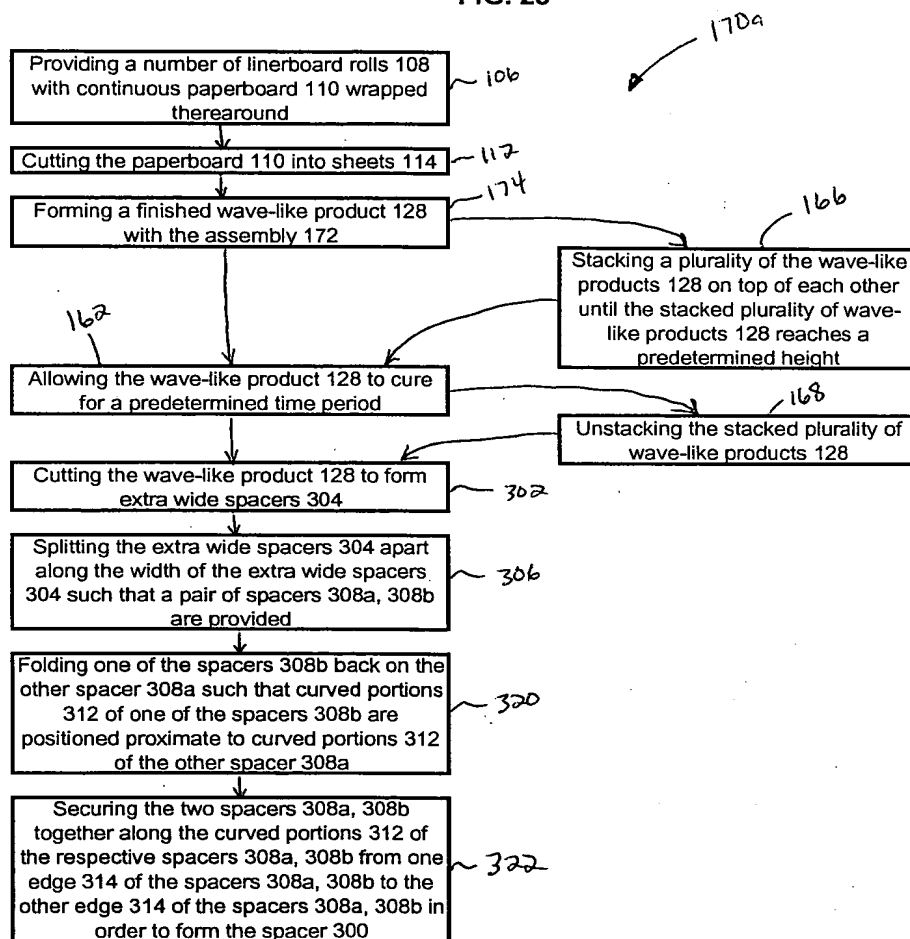 170a
Providing a number of linerboard rolls 108
with continuous paperboard 110 wrapped
therearound
106
Cutting the paperboard 110 into sheets 114
112
Forming a finished wave-like product 128
with the assembly 172
174
166
Stacking a plurality of the wave-like
products 128 on top of each other
until the stacked plurality of wave-
like products 128 reaches a
predetermined height
162
Allowing the wave-like product 128 to cure
for a predetermined time period
168
Unstacking the stacked plurality of
wave-like products 128
Cutting the wave-like product 128 to form
extra wide spacers 304
302
Splitting the extra wide spacers 304 apart
along the width of the extra wide spacers
304 such that a pair of spacers 308a, 308b
are provided
306
Folding one of the spacers 308b back on the
other spacer 308a such that curved portions
312 of one of the spacers 308b are
positioned proximate to curved portions 312
of the other spacer 308a
320
Securing the two spacers 308a, 308b
together along the curved portions 312 of
the respective spacers 308a, 308b from one
edge 314 of the spacers 308a, 308b to the
other edge 314 of the spacers 308a, 308b in
order to form the spacer 300
322